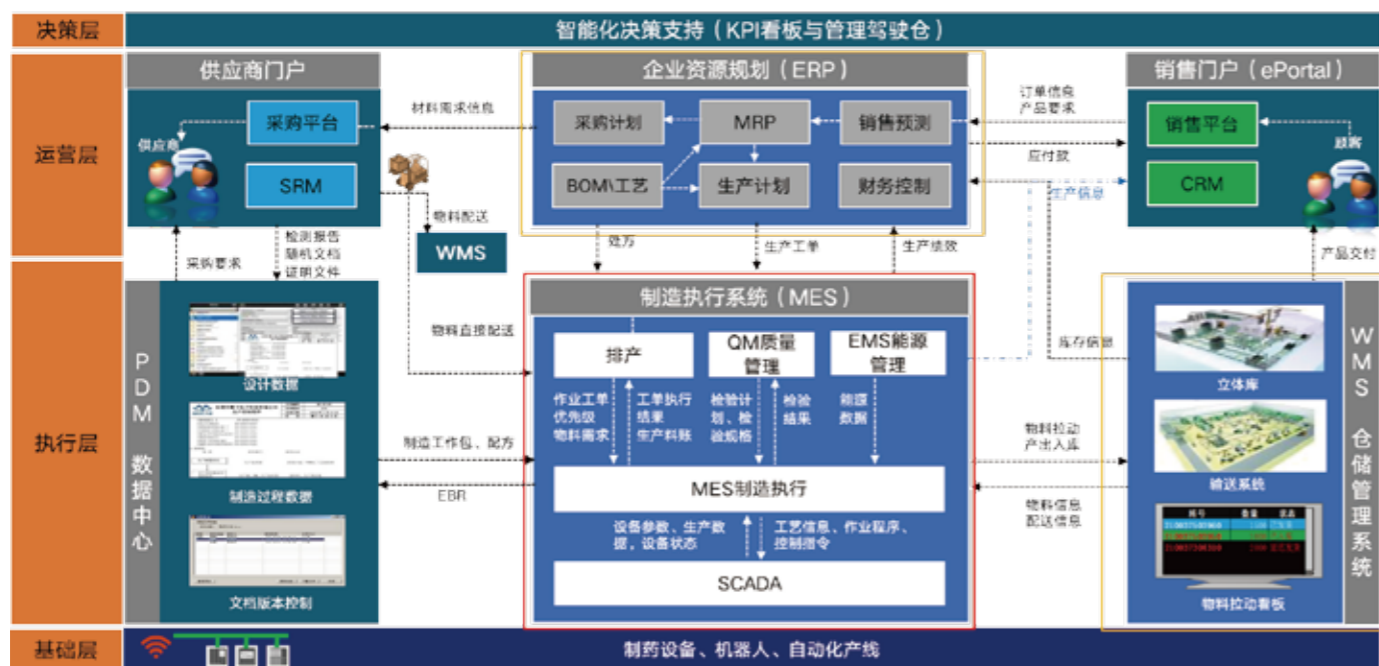 决策层
智能化决策支持（KPI看板与管理驾驶仓）
运营层
供应商门户
采购平台
供应商
SRM
材料需求信息
物料配送
WMS
企业资源规划（ERP）
采购计划
MRP
销售预测
BOM\工艺
生产计划
财务控制
订单信息
产品要求
应付款
生产信息
销售门户（ePortal）
销售平台
顾客
CRM
采购要求
检测报告
随机文档
证明文件
处方
生产工单
生产绩效
产品交付
执行层
PDM 数据中心
设计数据
制造过程数据
文档版本控制
物料直接配送
制造工作包、配方
EBR
制造执行系统（MES）
排产
QM质量
管理
EMS能源
管理
作业工单
优先级
物料需求
工单执行
结果
生产料账
检验计
划、检
验规格
检验
结果
能源
数据
MES制造执行
设备参数、生产数
据，设备状态
工艺信息、作业程序、
控制指令
SCADA
库存信息
物料拉动
产出入库
物料信息
配送信息
立体库
输送系统
数量
状态
物料拉动看板
WMS 仓储管理系统
基础层
制药设备、机器人、自动化产线